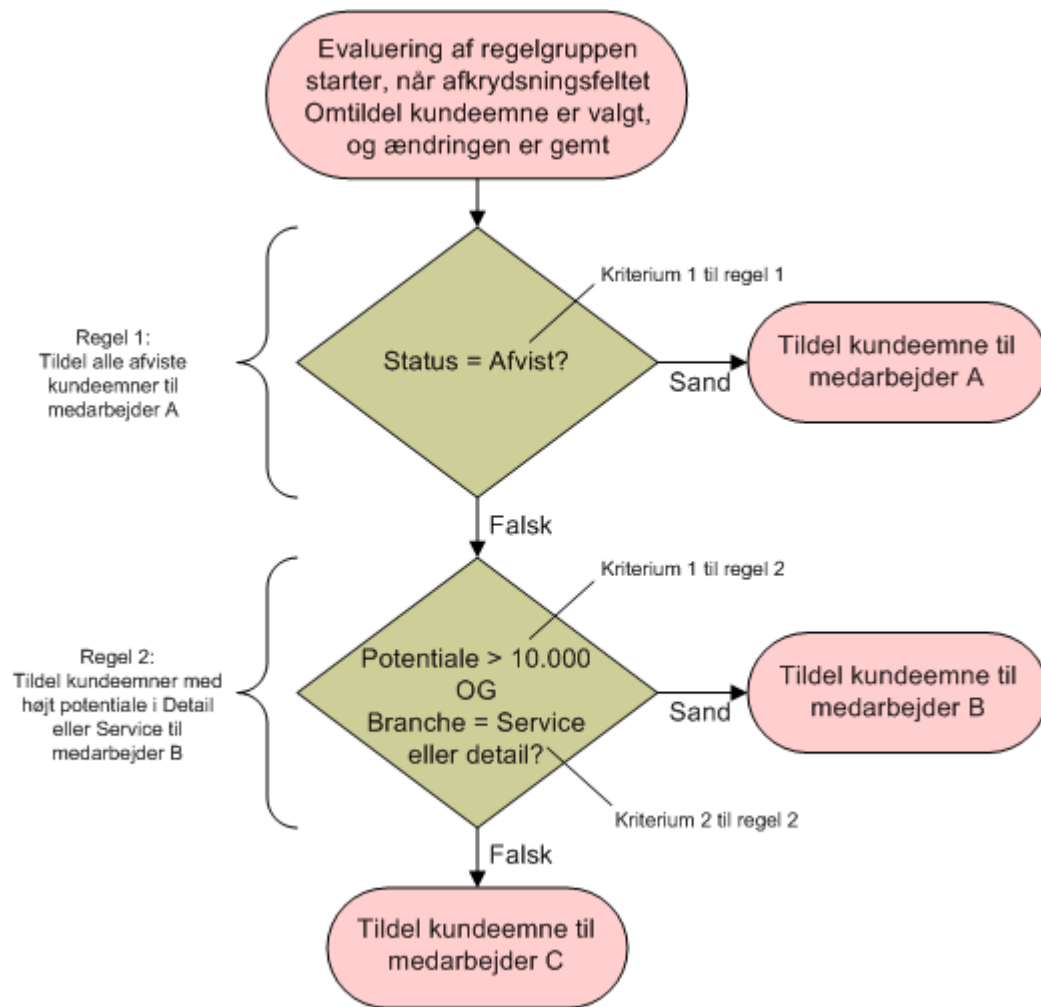 Evaluering af regelgruppen
starter, når afkrydsningsfeltet
Omtildel kundeemne er valgt,
og ændringen er gemt
Kriterium 1 til regel 1
Regel 1:
Tildel alle afviste
kundeemner til
medarbejder A
Status = Afvist?
Sand
Tildel kundeemne til
medarbejder A
Falsk
Kriterium 1 til regel 2
Regel 2:
Tildel kundeemner med
højt potentiale i Detail
eller Service til
medarbejder B
Potentiale > 10.000
OG
Branche = Service
eller detail?
Sand
Tildel kundeemne til
medarbejder B
Kriterium 2 til regel 2
Falsk
Tildel kundeemne til
medarbejder C